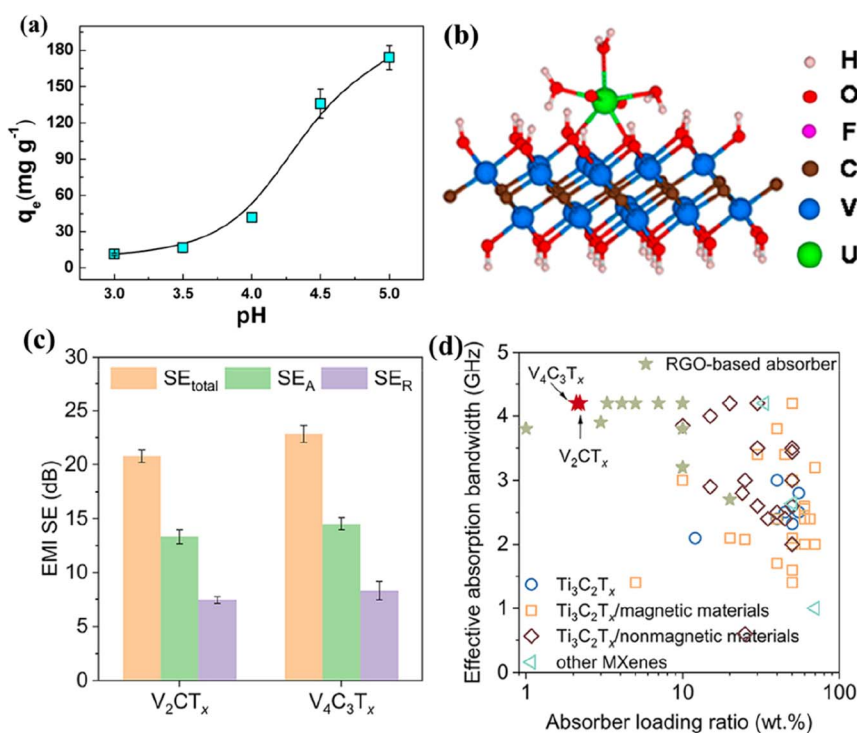 (a)
180
150
120
90
60
30
0
qₑ(mg g⁻¹)
3.0 3.5 4.0 4.5 5.0
pH
(b)
H
O
F
C
V
U
(c)
30
25
20
15
10
5
0
EMI SE (dB)
SE_total SE_A SE_R
V₂CTₓ V₄C₃Tₓ
(d)
5
4
3
2
1
0
Effective absorption bandwidth (GHz)
RGO-based absorber
V₄C₃Tₓ
V₂CTₓ
Ti₃C₂Tₓ
Ti₃C₂Tₓ/magnetic materials
Ti₃C₂Tₓ/nonmagnetic materials
other MXenes
1 10 100
Absorber loading ratio (wt.%)